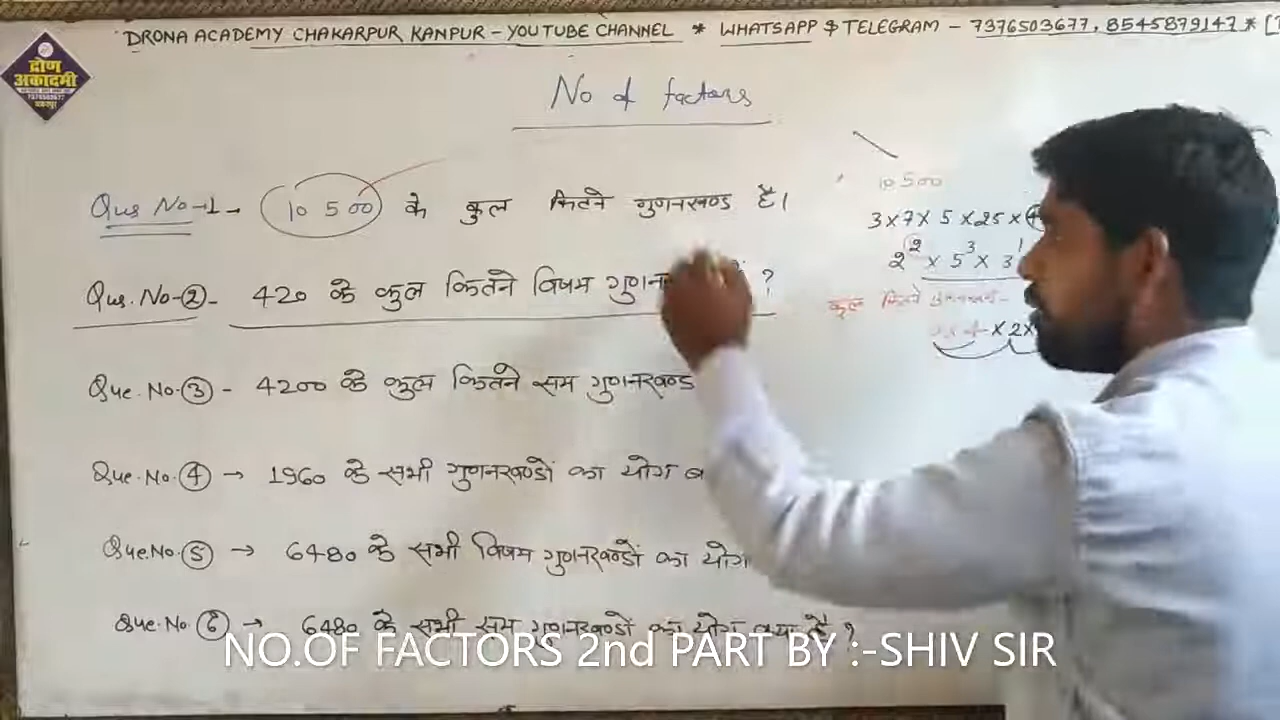 DRONA ACADEMY CHAKARPUR KANPUR - YOUTUBE CHANNEL * WHATSAPP & TELEGRAM - 7376503677, 8545879147 *
द्रोण
अकादमी
No of factors
Qus No-1- 10500 के कुल कितने गुणनखण्ड है।
10500
3×7×5×25×
2² × 5³ × 3¹
Qus. No-② - 420 के कुल कितने विषम ?
कुल कितने
×2×
Que. No. ③ - 4200 के कुल कितने सम गुणनखण्ड
Que. No. ④ → 1960 के सभी गुणनखण्डों का योग
Que. No. ⑤ → 6480 के सभी विषम गुणनखण्डों का योग
Que. No. ⑥ → 6480 के सभी सम गुणनखण्डों का योग क्या है ?
NO.OF FACTORS 2nd PART BY :-SHIV SIR